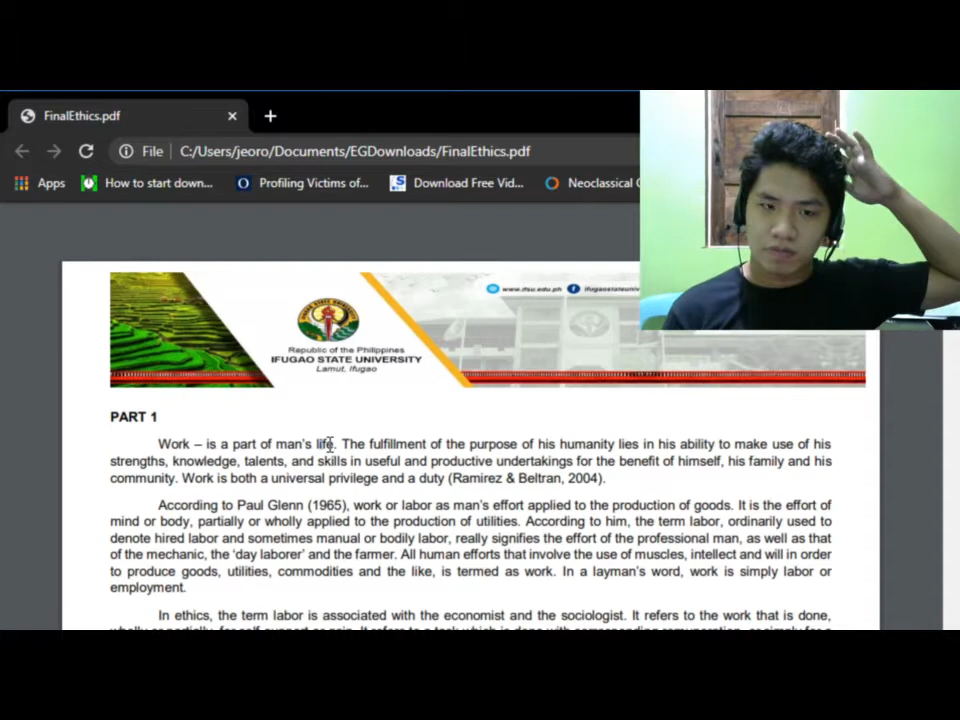 FinalEthics.pdf
File C:/Users/jeoro/Documents/EGDownloads/FinalEthics.pdf
Apps How to start down... Profiling Victims of... Download Free Vid... Neoclassical
www.ifsu.edu.ph ifugaostateuniv
Republic of the Philippines
IFUGAO STATE UNIVERSITY
Lamut, Ifugao
PART 1
Work – is a part of man's life. The fulfillment of the purpose of his humanity lies in his ability to make use of his
strengths, knowledge, talents, and skills in useful and productive undertakings for the benefit of himself, his family and his
community. Work is both a universal privilege and a duty (Ramirez & Beltran, 2004).
According to Paul Glenn (1965), work or labor as man's effort applied to the production of goods. It is the effort of
mind or body, partially or wholly applied to the production of utilities. According to him, the term labor, ordinarily used to
denote hired labor and sometimes manual or bodily labor, really signifies the effort of the professional man, as well as that
of the mechanic, the 'day laborer' and the farmer. All human efforts that involve the use of muscles, intellect and will in order
to produce goods, utilities, commodities and the like, is termed as work. In a layman's word, work is simply labor or
employment.
In ethics, the term labor is associated with the economist and the sociologist. It refers to the work that is done,